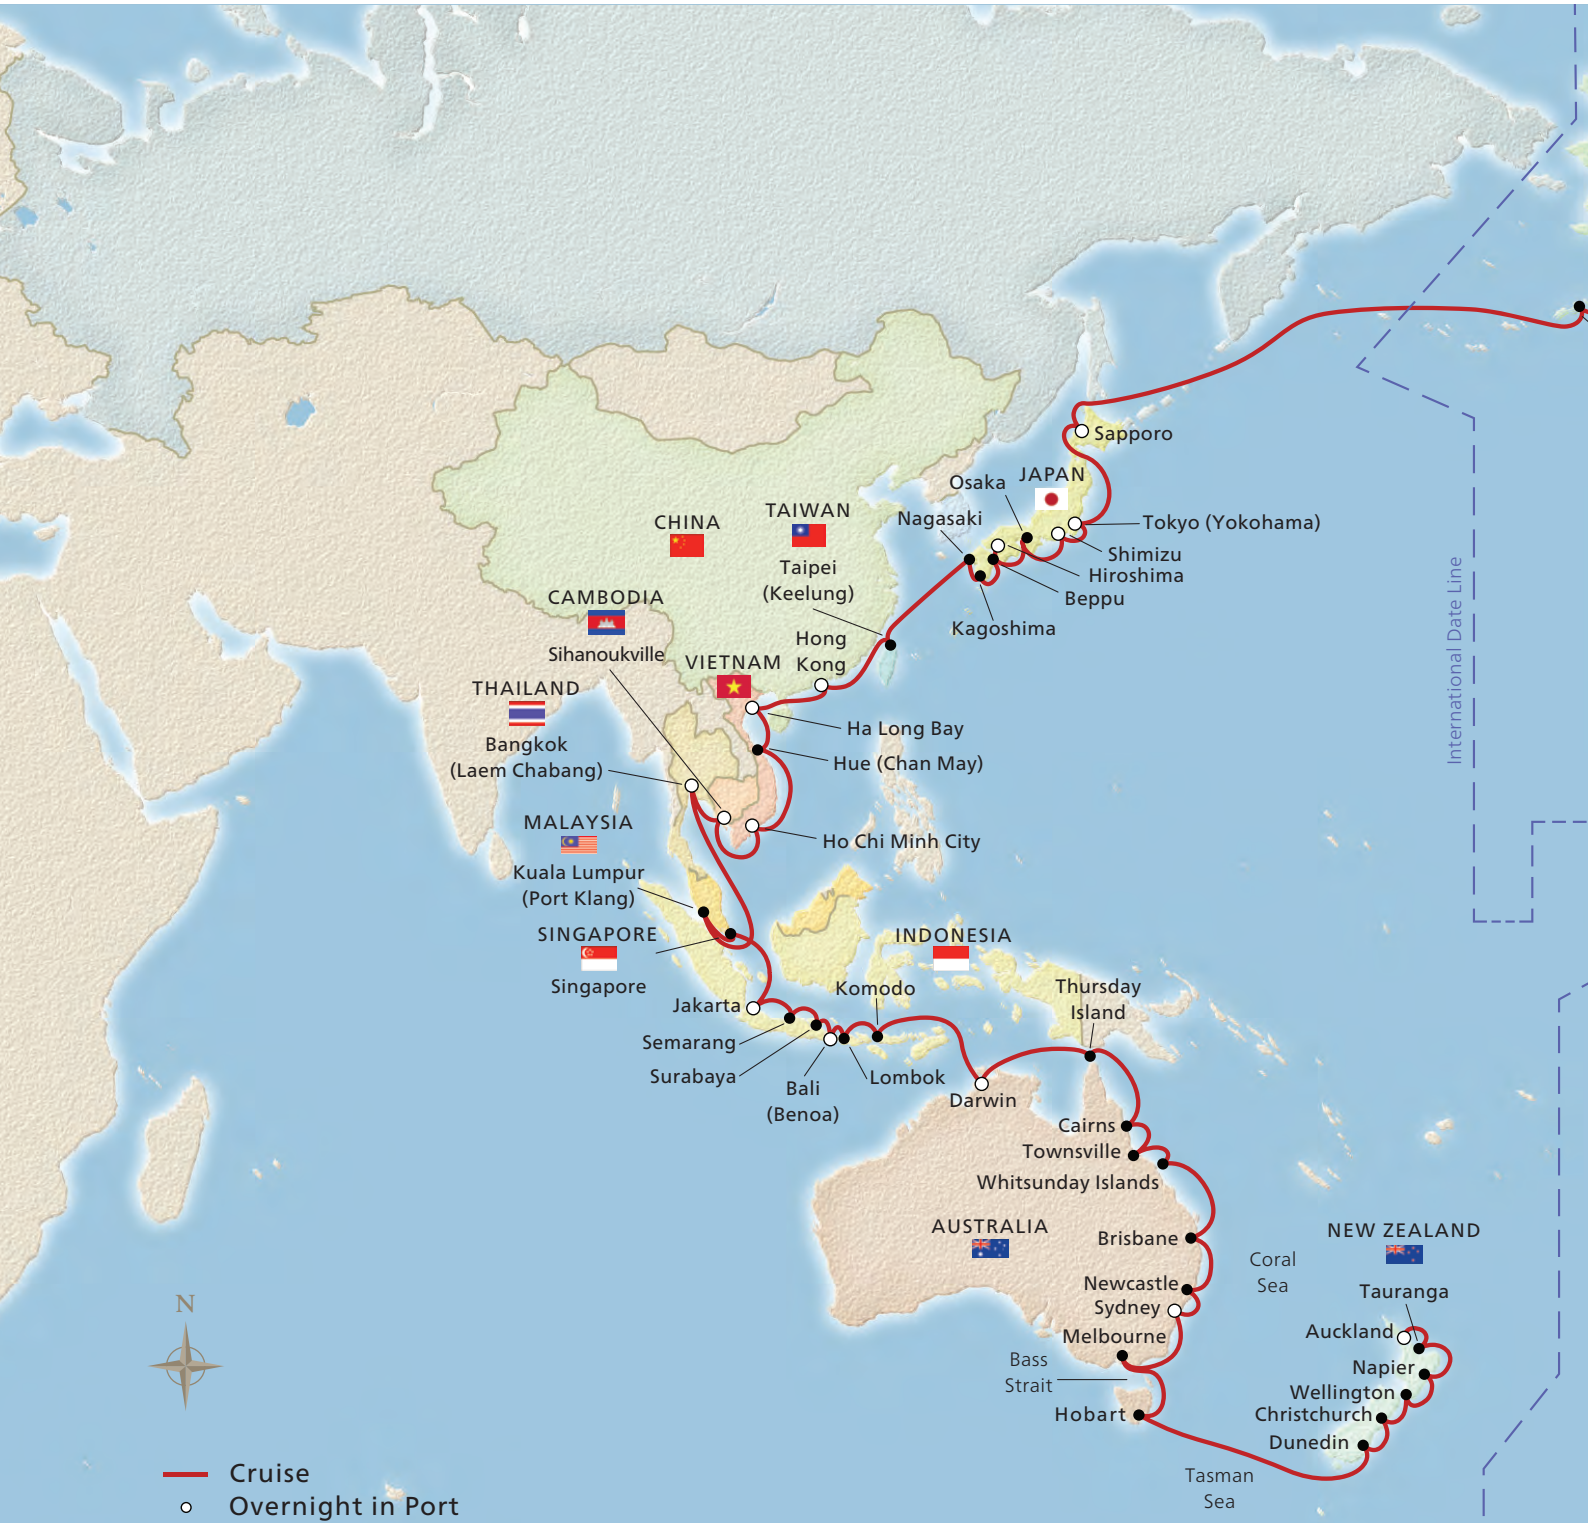 Sapporo
JAPAN
Osaka
Nagasaki
Tokyo (Yokohama)
Shimizu
Hiroshima
Beppu
Kagoshima
CHINA
TAIWAN
Taipei
(Keelung)
CAMBODIA
Sihanoukville
Hong
Kong
VIETNAM
THAILAND
Bangkok
(Laem Chabang)
Ha Long Bay
Hue (Chan May)
Ho Chi Minh City
MALAYSIA
Kuala Lumpur
(Port Klang)
SINGAPORE
Singapore
INDONESIA
Jakarta
Komodo
Semarang
Surabaya
Bali
(Benoa)
Lombok
Thursday
Island
Darwin
Cairns
Townsville
Whitsunday Islands
AUSTRALIA
Brisbane
Newcastle
Sydney
Melbourne
Bass
Strait
Hobart
Coral
Sea
NEW ZEALAND
Tauranga
Auckland
Napier
Wellington
Christchurch
Dunedin
Tasman
Sea
International Date Line
N
Cruise
Overnight in Port